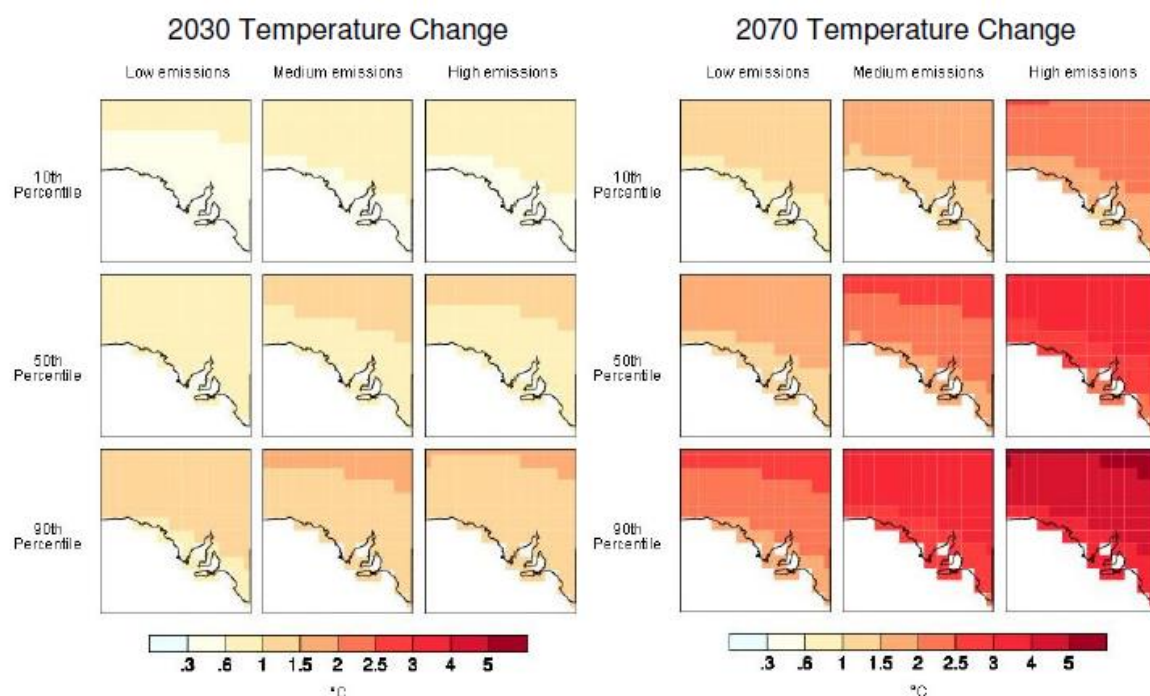 2030 Temperature Change
2070 Temperature Change
Low emissions Medium emissions High emissions
Low emissions Medium emissions High emissions
10th
Percentile
10th
Percentile
50th
Percentile
50th
Percentile
90th
Percentile
90th
Percentile
.3 .6 1 1.5 2 2.5 3 4 5
.3 .6 1 1.5 2 2.5 3 4 5
°C
°C